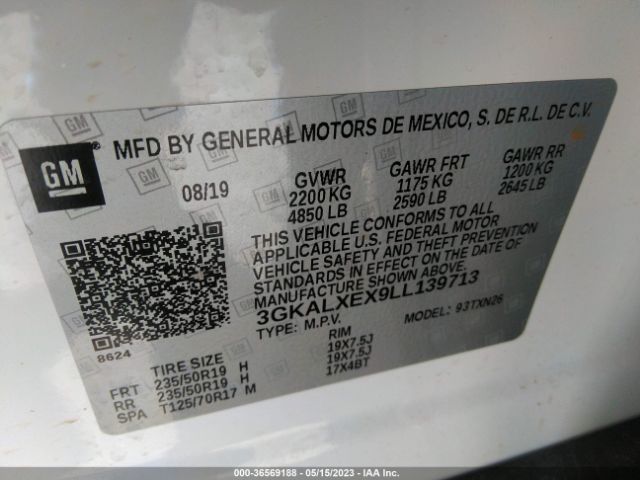 GM
MFD BY GENERAL MOTORS DE MEXICO, S. DE R.L. DE C.V.
08/19
GVWR GAWR FRT GAWR RR
2200 KG 1175 KG 1200 KG
4850 LB 2590 LB 2645 LB
THIS VEHICLE CONFORMS TO ALL
APPLICABLE U.S. FEDERAL MOTOR
VEHICLE SAFETY AND THEFT PREVENTION
STANDARDS IN EFFECT ON THE DATE OF
MANUFACTURE SHOWN ABOVE.
3GKALXEX9LL139713
TYPE: M.P.V. MODEL: 93TXN26
8624
TIRE SIZE RIM
FRT 235/50R19 H 19X7.5J
RR 235/50R19 H 19X7.5J
SPA T125/70R17 M 17X4BT
000-36569188 - 05/15/2023 - IAA Inc.